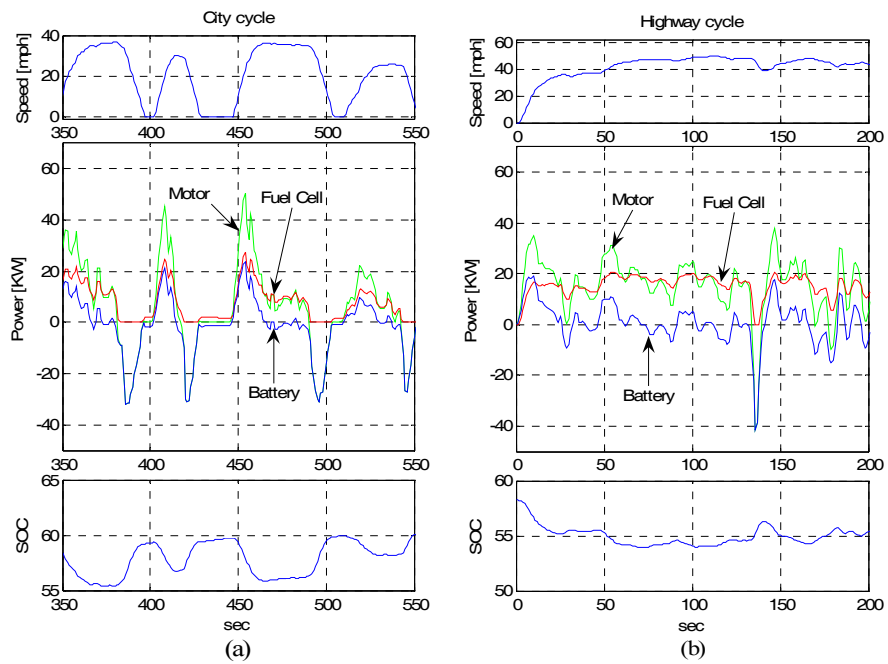 City cycle
Speed [mph]
40
20
0
350 400 450 500 550
Power [KW]
60
40
20
0
-20
-40
Motor
Fuel Cell
Battery
350 400 450 500 550
SOC
65
60
55
350 400 450 500 550
sec
(a)
Highway cycle
Speed [mph]
60
40
20
0
0 50 100 150 200
Power [KW]
60
40
20
0
-20
-40
Motor
Fuel Cell
Battery
0 50 100 150 200
SOC
60
55
50
0 50 100 150 200
sec
(b)